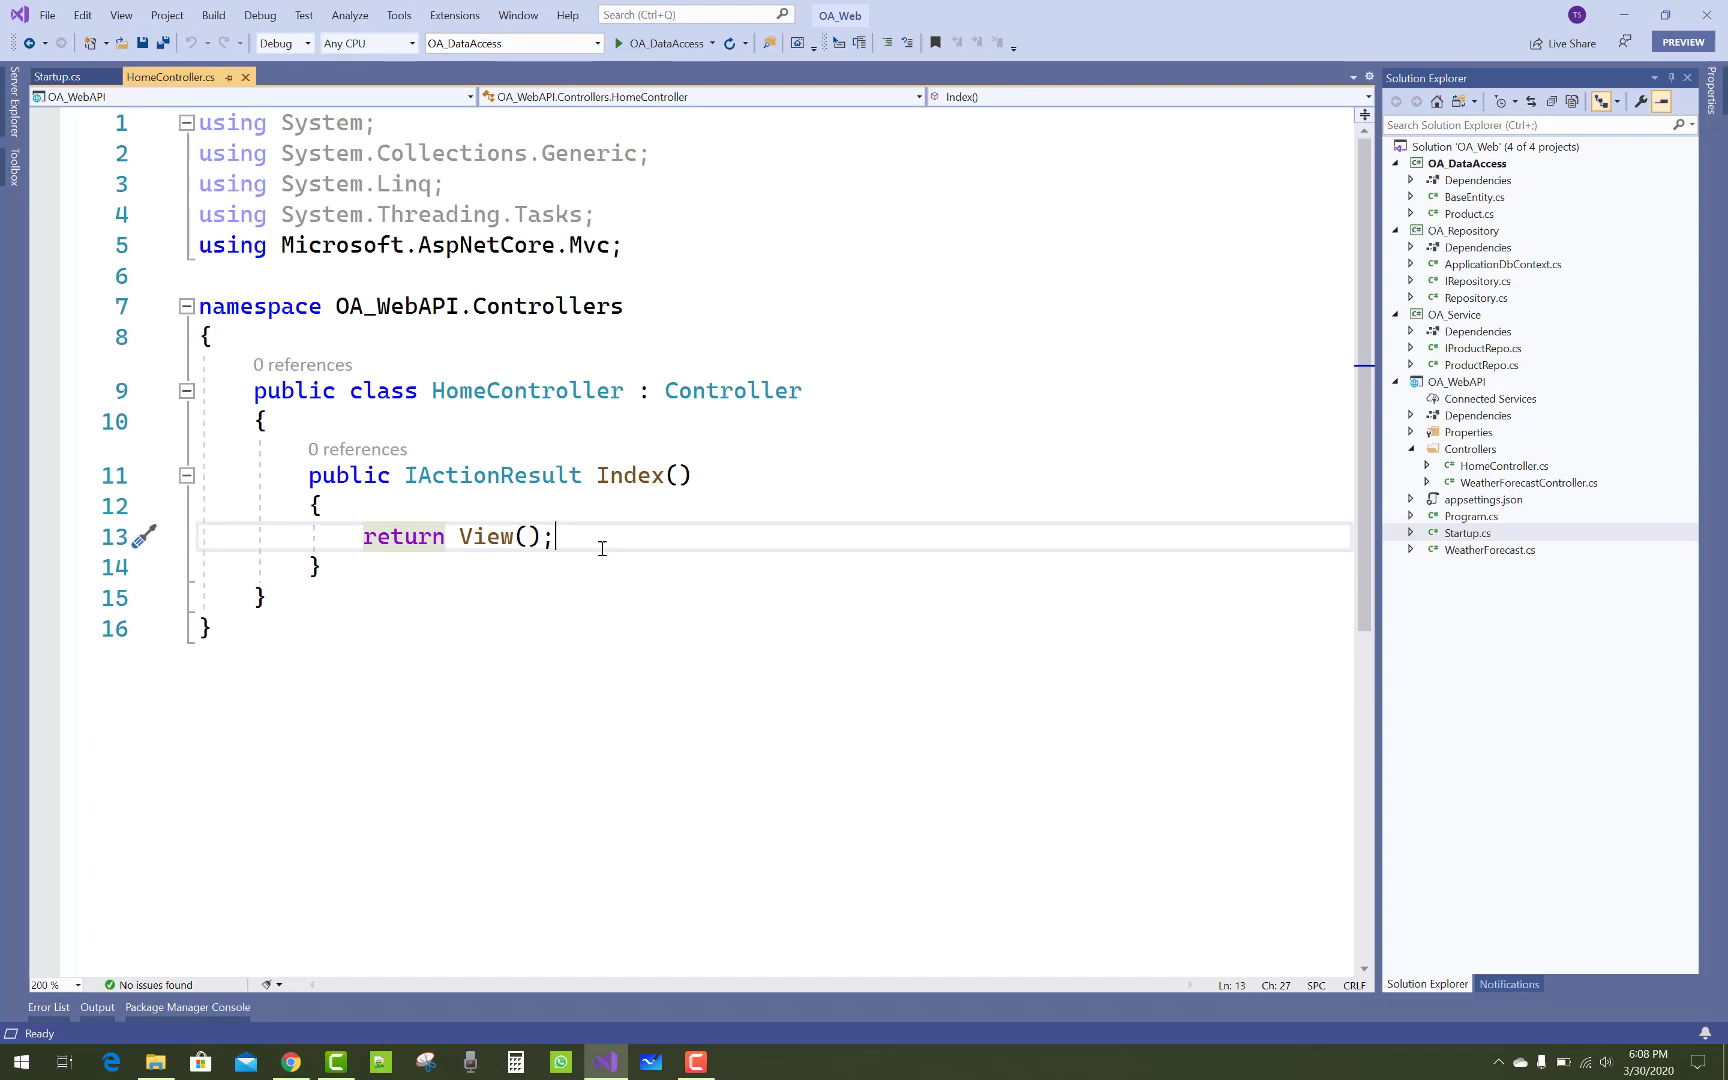 File Edit View Project Build Debug Test Analyze Tools Extensions Window Help Search (Ctrl+Q) OA_Web TS
Debug Any CPU OA_DataAccess OA_DataAccess Live Share PREVIEW
Startup.cs HomeController.cs
OA_WebAPI OA_WebAPI.Controllers.HomeController Index()
Server Explorer
Toolbox
1 using System;
2 using System.Collections.Generic;
3 using System.Linq;
4 using System.Threading.Tasks;
5 using Microsoft.AspNetCore.Mvc;
6
7 namespace OA_WebAPI.Controllers
8 {
0 references
9 public class HomeController : Controller
10 {
0 references
11 public IActionResult Index()
12 {
13 return View();
14 }
15 }
16 }
200 % No issues found Ln: 13 Ch: 27 SPC CRLF
Error List Output Package Manager Console
Ready
Solution Explorer
Search Solution Explorer (Ctrl+;)
Solution 'OA_Web' (4 of 4 projects)
OA_DataAccess
Dependencies
BaseEntity.cs
Product.cs
OA_Repository
Dependencies
ApplicationDbContext.cs
IRepository.cs
Repository.cs
OA_Service
Dependencies
IProductRepo.cs
ProductRepo.cs
OA_WebAPI
Connected Services
Dependencies
Properties
Controllers
HomeController.cs
WeatherForecastController.cs
appsettings.json
Program.cs
Startup.cs
WeatherForecast.cs
Solution Explorer Notifications
Properties
6:08 PM
3/30/2020